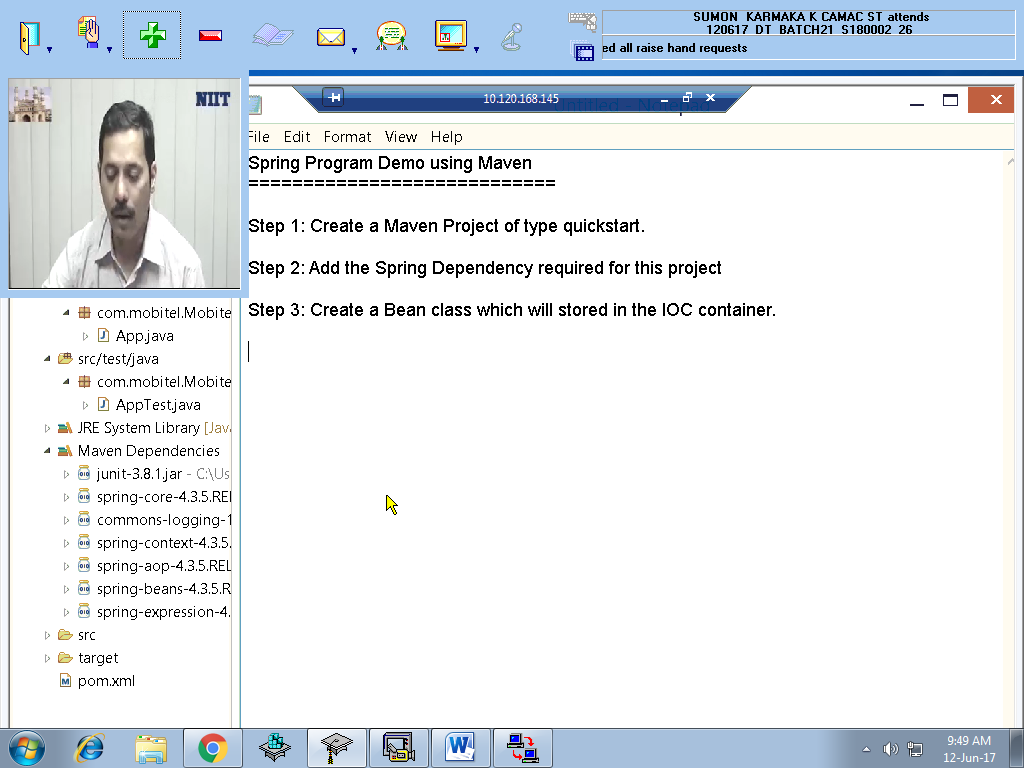 SUMON KARMAKA K CAMAC ST attends
120617 DT BATCH21 S180002 26
ed all raise hand requests
NIIT
10.120.168.145
Untitled - Notepad
File Edit Format View Help
Spring Program Demo using Maven
============================
Step 1: Create a Maven Project of type quickstart.
Step 2: Add the Spring Dependency required for this project
Step 3: Create a Bean class which will stored in the IOC container.
com.mobitel.Mobite
App.java
src/test/java
com.mobitel.Mobite
AppTest.java
JRE System Library [Java
Maven Dependencies
junit-3.8.1.jar - C:\Us
spring-core-4.3.5.REL
commons-logging-1
spring-context-4.3.5.
spring-aop-4.3.5.REL
spring-beans-4.3.5.R
spring-expression-4.
src
target
pom.xml
9:49 AM
12-Jun-17